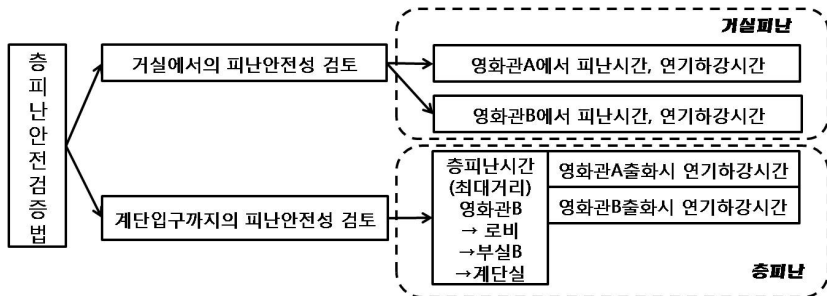 거실피난
층
피
난
안
전
검
증
법
거실에서의 피난안전성 검토
영화관A에서 피난시간, 연기하강시간
영화관B에서 피난시간, 연기하강시간
계단입구까지의 피난안전성 검토
층피난시간
(최대거리)
영화관B
→ 로비
→부실B
→계단실
영화관A출화시 연기하강시간
영화관B출화시 연기하강시간
층피난